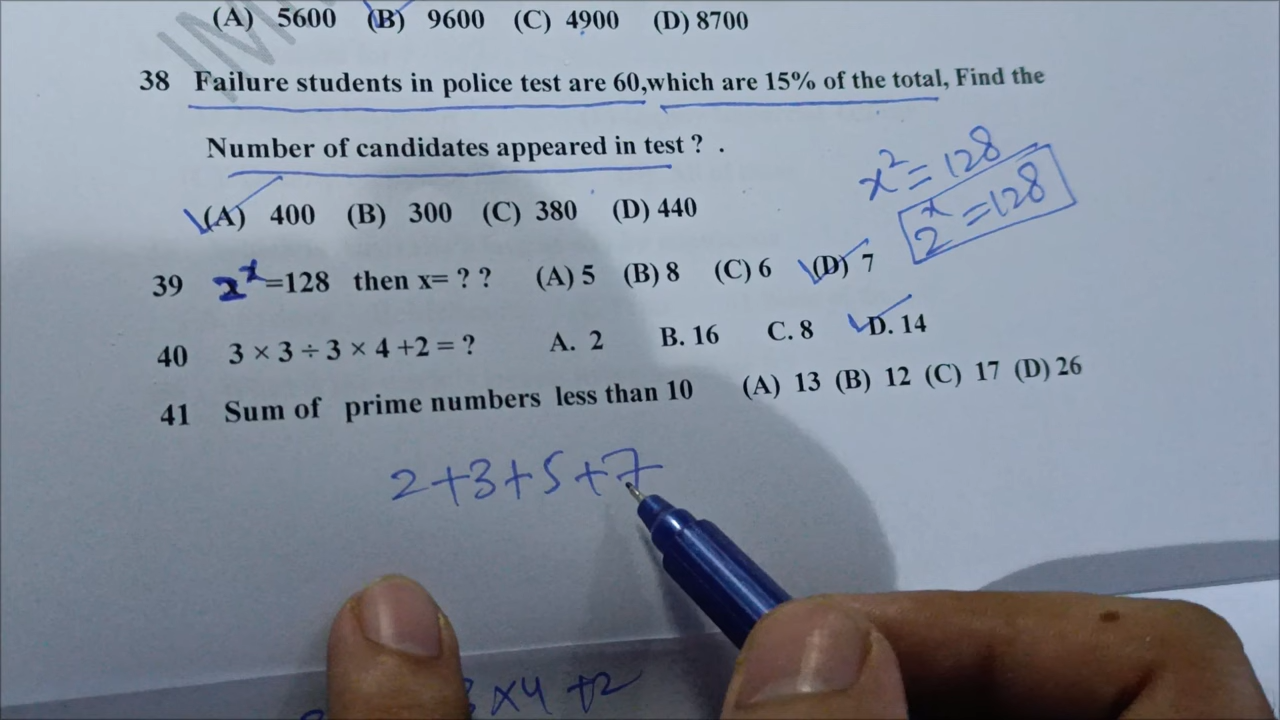 (A) 5600 (B) 9600 (C) 4900 (D) 8700
38 Failure students in police test are 60,which are 15% of the total, Find the
Number of candidates appeared in test ? .
x²=128
(A) 400 (B) 300 (C) 380 (D) 440
2ˣ=128
39 2ˣ=128 then x= ? ? (A) 5 (B) 8 (C) 6 (D) 7
40 3 × 3 ÷ 3 × 4 +2 = ? A. 2 B. 16 C. 8 D. 14
41 Sum of prime numbers less than 10 (A) 13 (B) 12 (C) 17 (D) 26
2+3+5+7
×4 +2